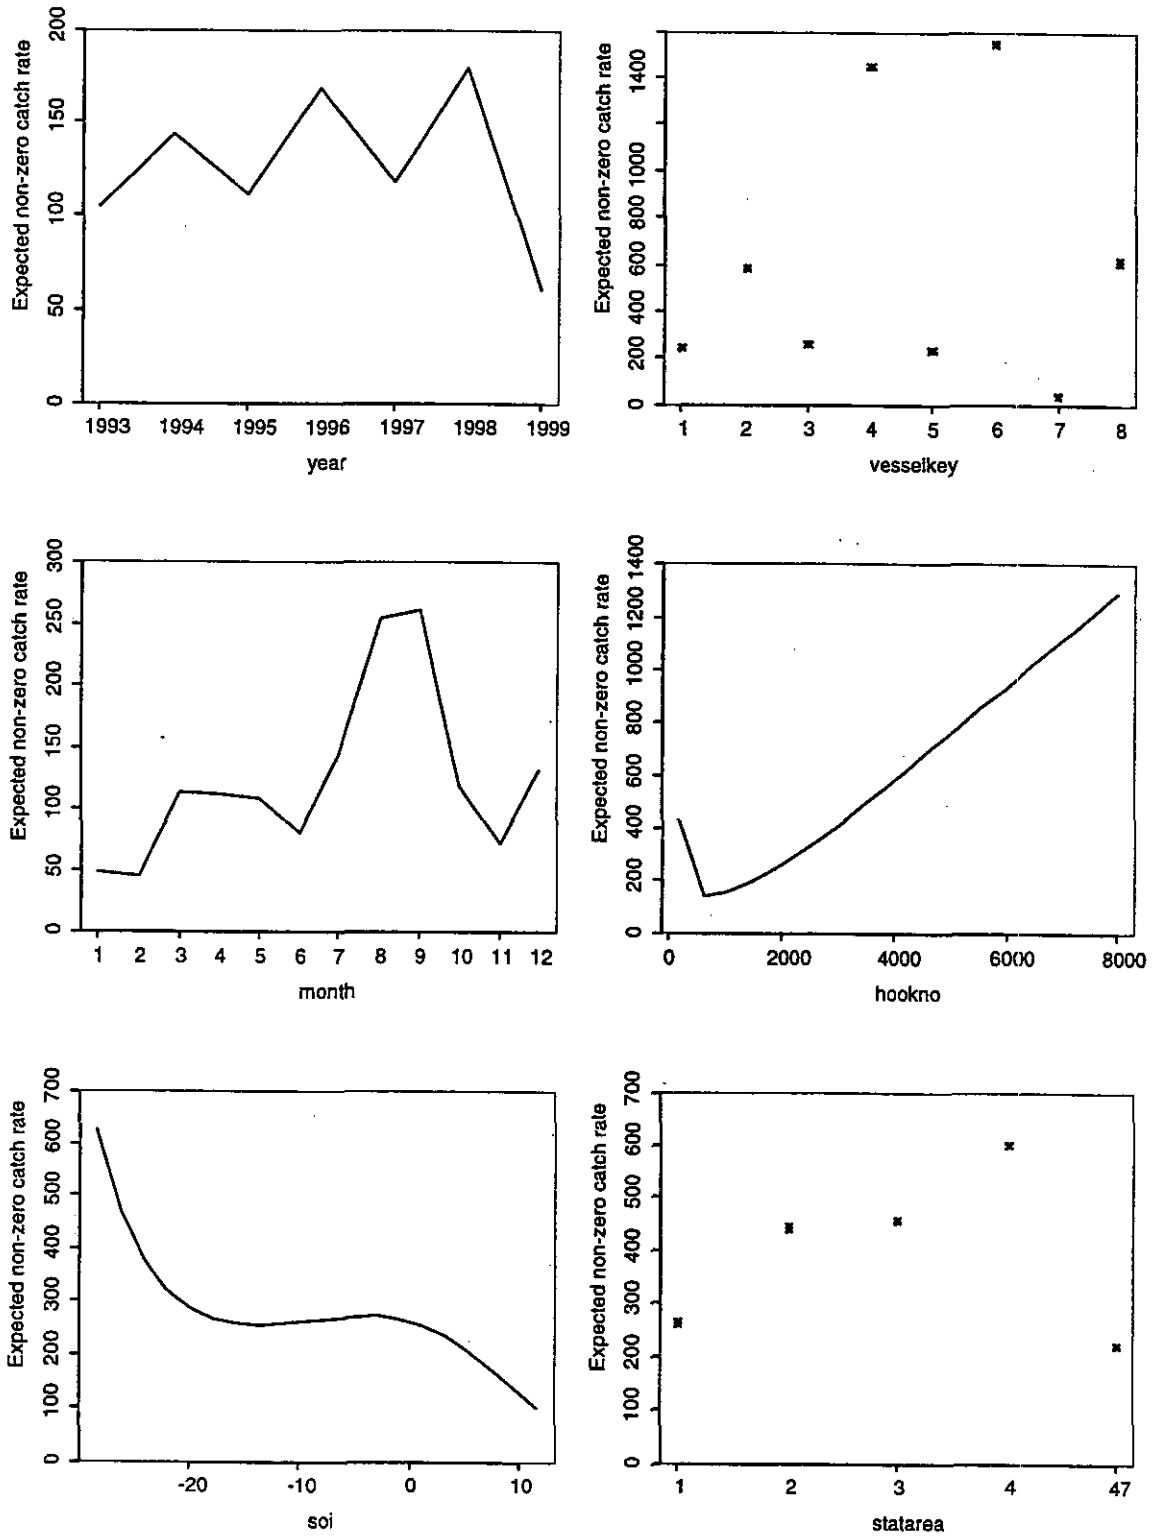 Expected non-zero catch rate
0 50 100 150 200
1993 1994 1995 1996 1997 1998 1999
year
Expected non-zero catch rate
0 200 400 600 800 1000 1400
1 2 3 4 5 6 7 8
vesselkey
Expected non-zero catch rate
0 50 100 150 200 250 300
1 2 3 4 5 6 7 8 9 10 11 12
month
Expected non-zero catch rate
0 200 400 600 800 1000 1200 1400
0 2000 4000 6000 8000
hookno
Expected non-zero catch rate
0 100 200 300 400 500 600 700
-20 -10 0 10
soi
Expected non-zero catch rate
0 100 200 300 400 500 600 700
1 2 3 4 47
statarea